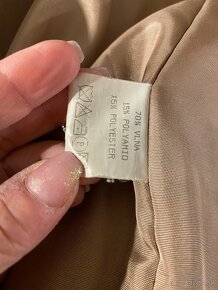 70% VLNA
15% POLYAMID
15% POLYESTER